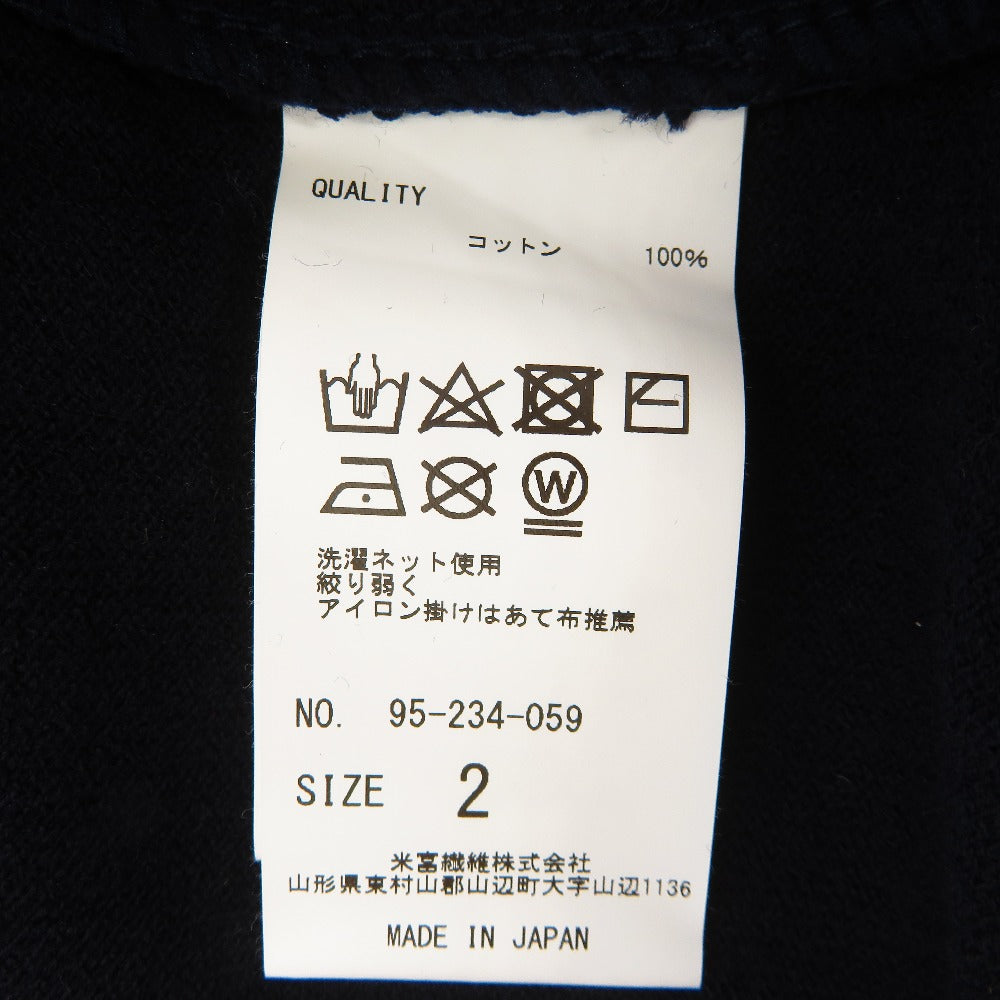 QUALITY
コットン 100%
W
洗濯ネット使用
絞り弱く
アイロン掛けはあて布推薦
NO. 95-234-059
SIZE 2
米富繊維株式会社
山形県東村山郡山辺町大字山辺1136
MADE IN JAPAN